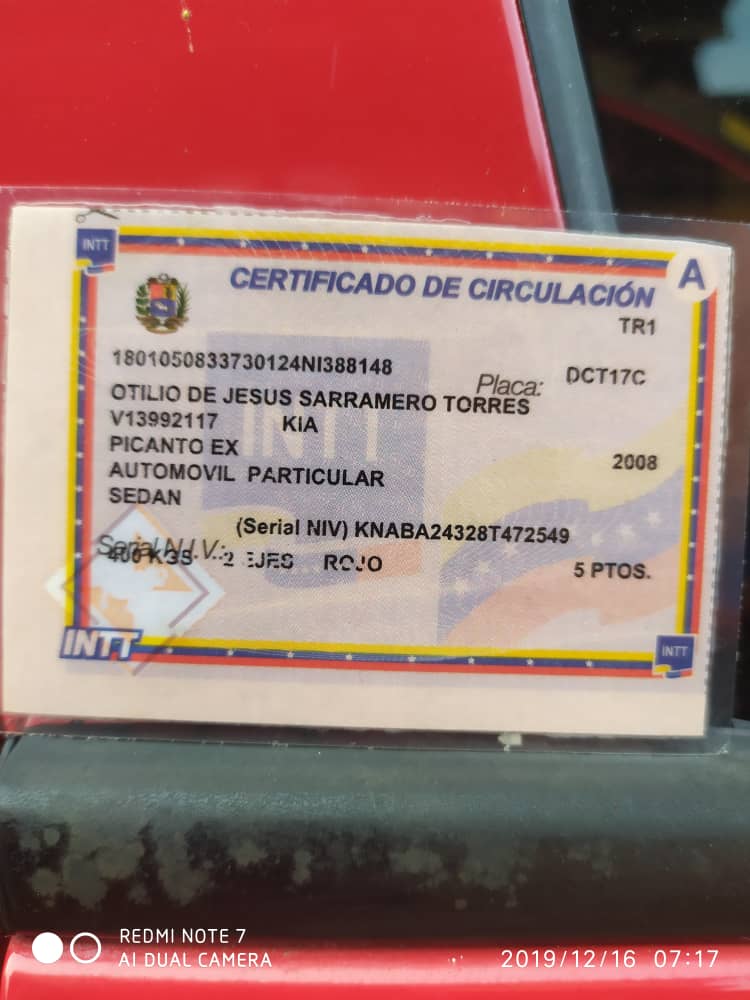 INTT
A
CERTIFICADO DE CIRCULACIÓN
TR1
1801050833730124NI388148
Placa: DCT17C
OTILIO DE JESUS SARRAMERO TORRES
V13992117 KIA
PICANTO EX
2008
AUTOMOVIL PARTICULAR
SEDAN
(Serial NIV) KNABA24328T472549
Serial N.I.V.:
400 KGS 2 EJES ROJO
5 PTOS.
INTT
INTT
INTT
REDMI NOTE 7
AI DUAL CAMERA
2019/12/16 07:17